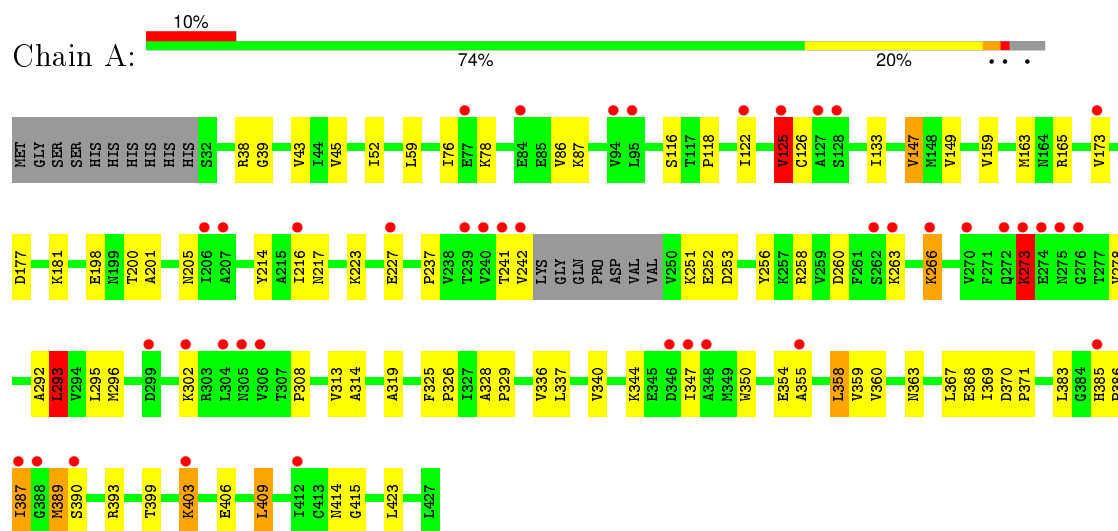 10%
Chain A:
74% 20%
MET GLY SER SER HIS HIS HIS HIS HIS HIS S32 R38 G39 V43 I44 V45 I52 L59 I76 E77 K78 E84 E85 V86 K87 V94 L95 S116 T117 P118 I122 V125 C126 A127 S128 I133 V147 M148 V149 V159 M163 N164 R165 V173
D177 K181 E198 N199 T200 A201 N205 I206 A207 Y214 A215 I216 N217 K223 E227 P237 V238 T239 V240 T241 V242 LYS GLY GLN PRO ASP VAL VAL V250 K251 E252 D253 Y256 K257 R258 V259 D260 F261 S262 K263 K266 V270 F271 Q272 K273 E274 N275 G276 T277 V278
A292 L293 V294 L295 M296 D299 K302 R303 L304 N305 V306 T307 P308 V313 A314 A319 F325 P326 I327 A328 P329 V336 L337 V340 K344 E345 D346 I347 A348 M349 W350 E354 A355 L358 V359 V360 N363 L367 E368 I369 D370 P371 L383 G384 H385 P386
I387 G388 M389 S390 R393 T399 K403 E406 L409 I412 C413 N414 G415 L423 L427